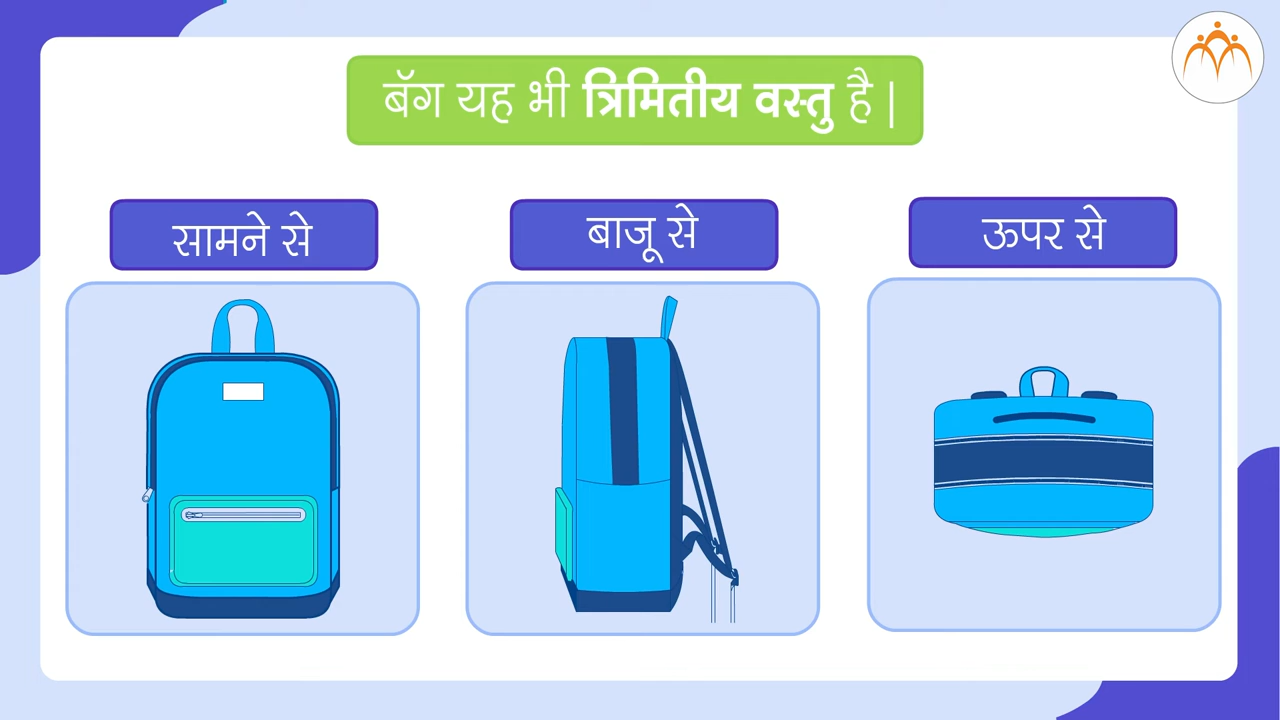 बॅग यह भी त्रिमितीय वस्तु है |
सामने से
बाजू से
ऊपर से